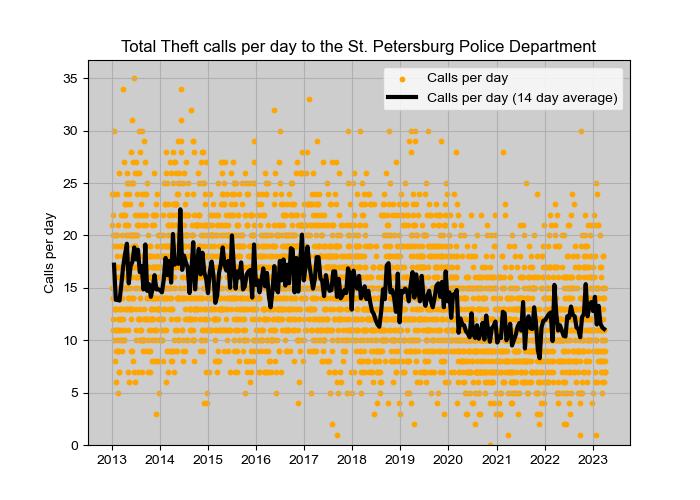 Total Theft calls per day to the St. Petersburg Police Department
Calls per day
Calls per day (14 day average)
Calls per day
35
30
25
20
15
10
5
0
2013 2014 2015 2016 2017 2018 2019 2020 2021 2022 2023